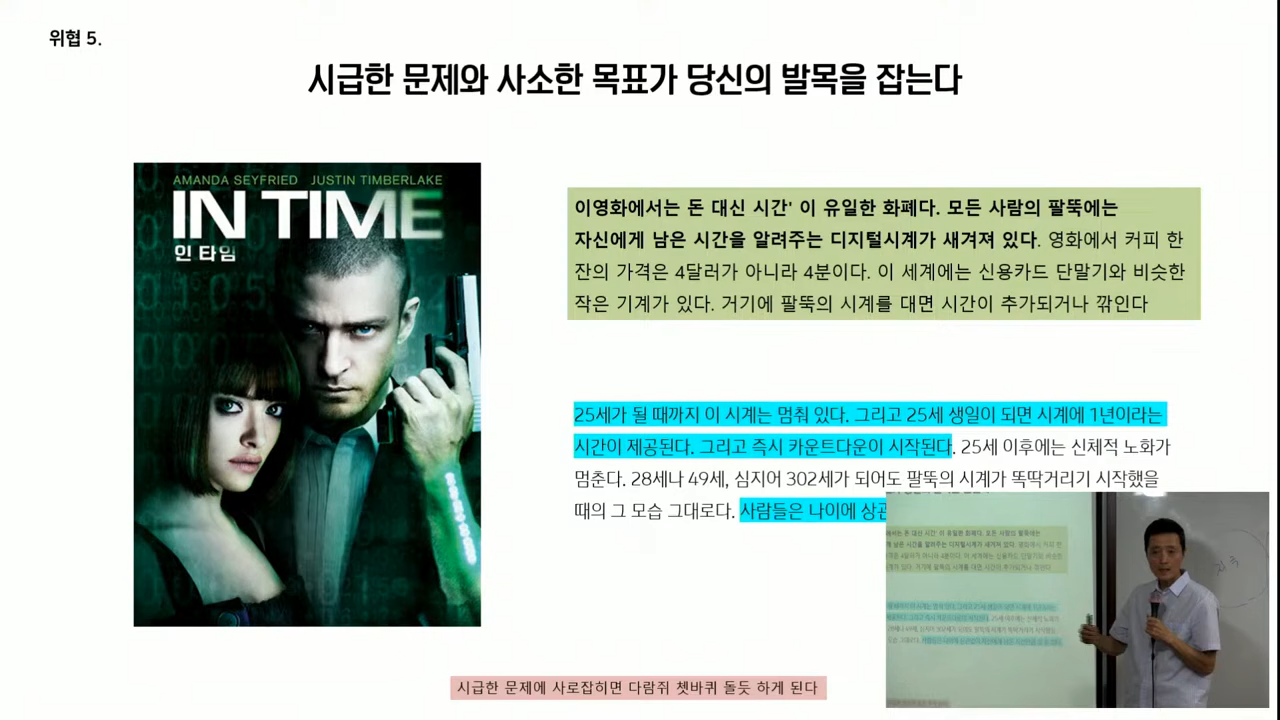 위협 5.
시급한 문제와 사소한 목표가 당신의 발목을 잡는다
AMANDA SEYFRIED JUSTIN TIMBERLAKE
IN TIME
인 타임
이영화에서는 돈 대신 시간' 이 유일한 화폐다. 모든 사람의 팔뚝에는
자신에게 남은 시간을 알려주는 디지털시계가 새겨져 있다. 영화에서 커피 한
잔의 가격은 4달러가 아니라 4분이다. 이 세계에는 신용카드 단말기와 비슷한
작은 기계가 있다. 거기에 팔뚝의 시계를 대면 시간이 추가되거나 깎인다
25세가 될 때까지 이 시계는 멈춰 있다. 그리고 25세 생일이 되면 시계에 1년이라는
시간이 제공된다. 그리고 즉시 카운트다운이 시작된다. 25세 이후에는 신체적 노화가
멈춘다. 28세나 49세, 심지어 302세가 되어도 팔뚝의 시계가 똑딱거리기 시작했을
때의 그 모습 그대로다. 사람들은 나이에 상관
시급한 문제에 사로잡히면 다람쥐 쳇바퀴 돌듯 하게 된다